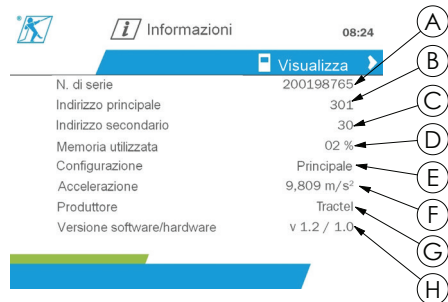 i Informazioni 08:24
Visualizza
N. di serie 200198765
Indirizzo principale 301
Indirizzo secondario 30
Memoria utilizzata 02 %
Configurazione Principale
Accelerazione 9,809 m/s²
Produttore Tractel
Versione software/hardware v 1.2 / 1.0
A
B
C
D
E
F
G
H